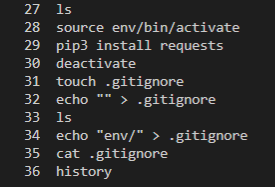 27 ls
28 source env/bin/activate
29 pip3 install requests
30 deactivate
31 touch .gitignore
32 echo "" > .gitignore
33 ls
34 echo "env/" > .gitignore
35 cat .gitignore
36 history